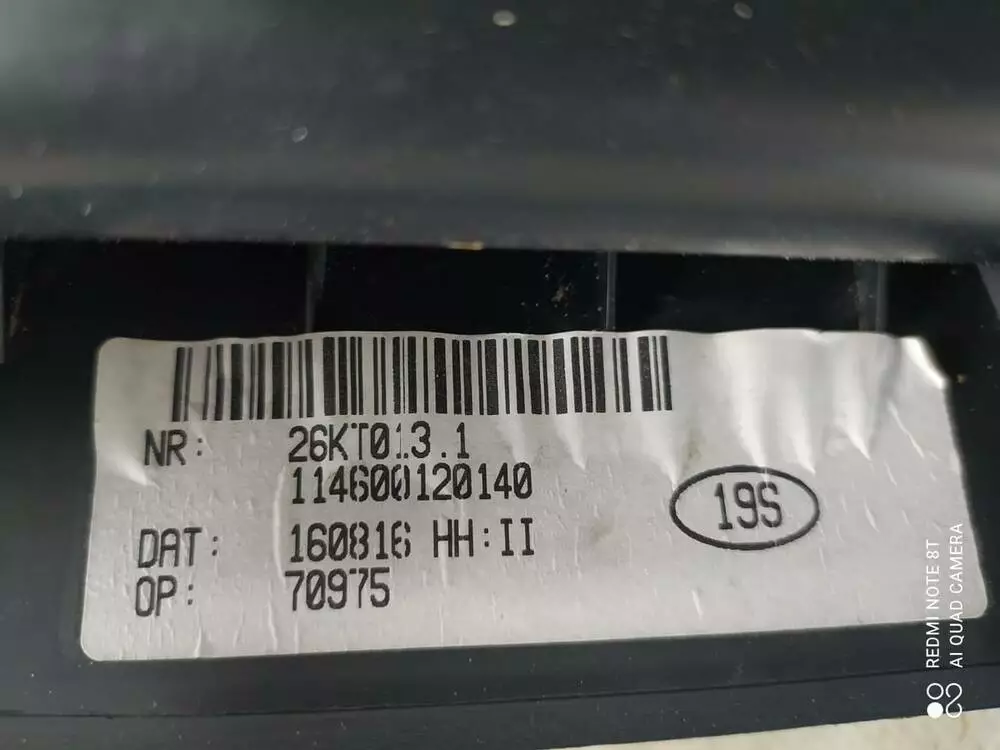 NR: 26KT013.1
114600120140
19S
DAT: 160816 HH:II
OP: 70975
REDMI NOTE 8T
AI QUAD CAMERA